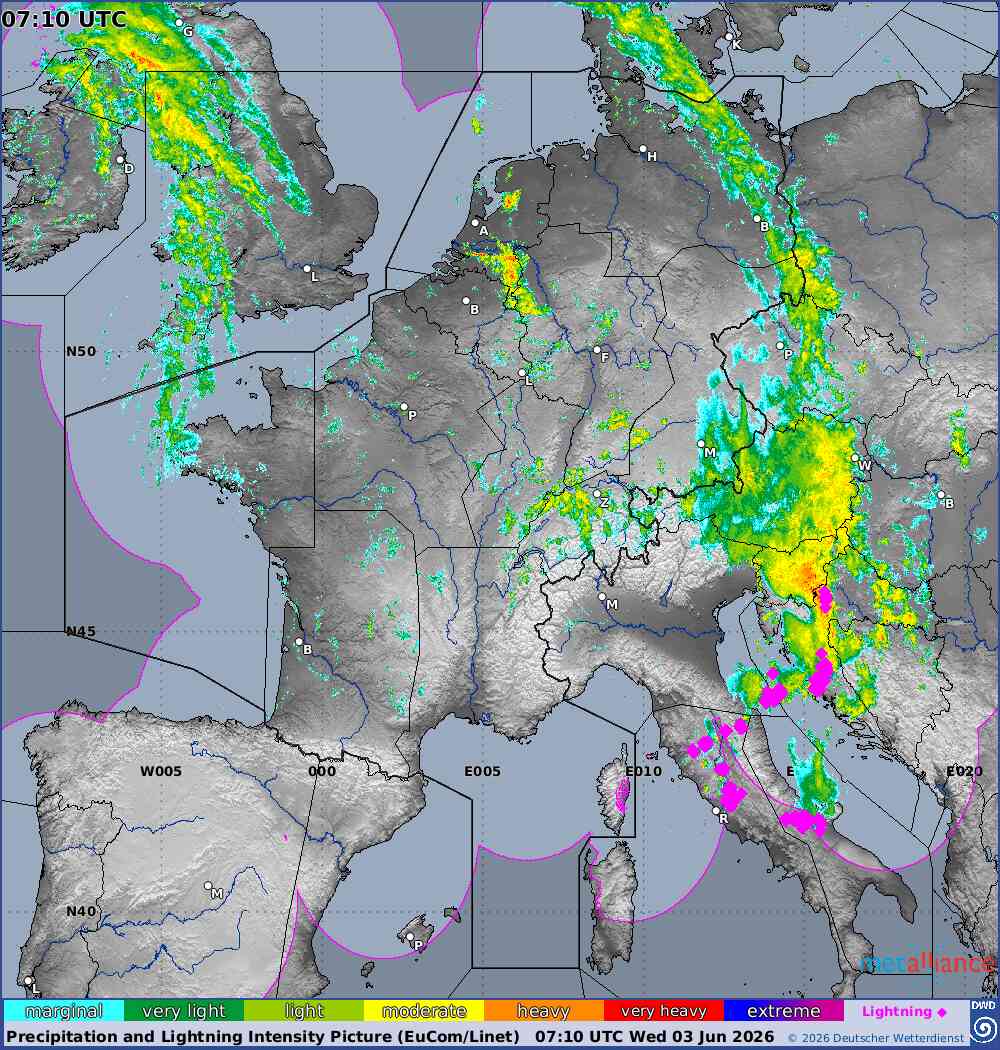 07:10 UTC
G
K
D
H
A
B
L
B
N50
F
P
L
P
M
W
Z
B
M
N45
B
W005
000
E005
E010
E
E020
R
M
N40
P
L
metalliance
marginal very light light moderate heavy very heavy extreme Lightning ◆ DWD
Precipitation and Lightning Intensity Picture (EuCom/Linet) 07:10 UTC Wed 03 Jun 2026 © 2026 Deutscher Wetterdienst